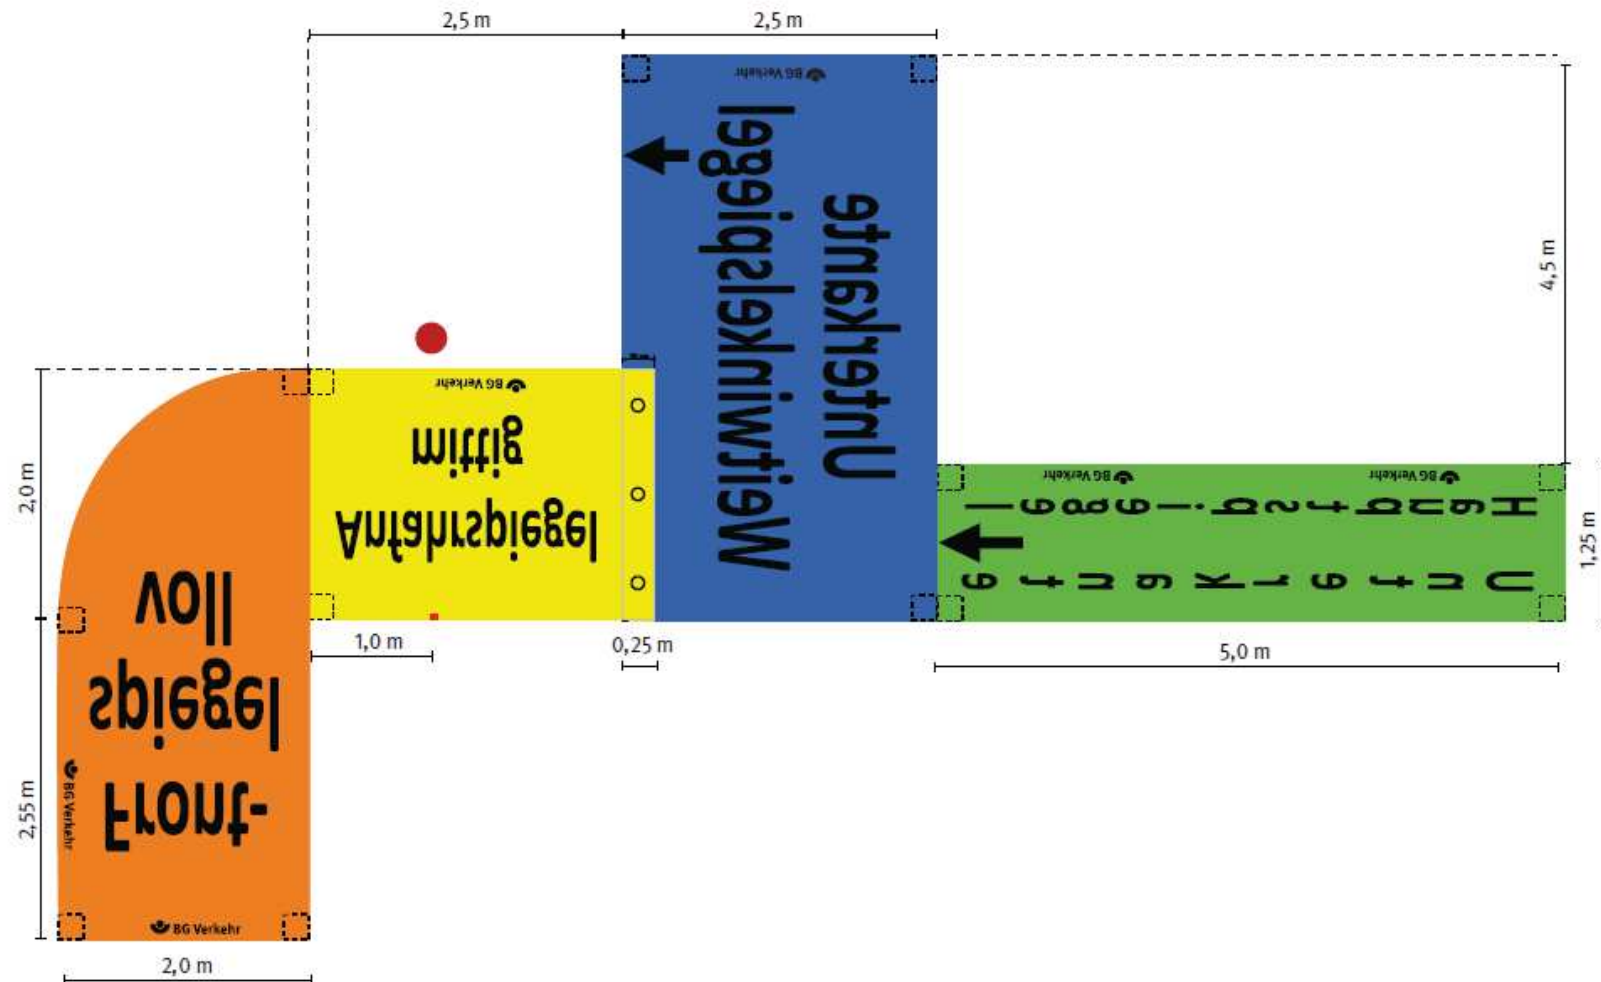 2,5 m
2,5 m
BG Verkehr
Weitwinkelspiegel
Unterkante
4,5 m
BG Verkehr
mittig
Anfahrspiegel
BG Verkehr
BG Verkehr
Hauptspiegel
Unterkante
2,0 m
1,25 m
voll
spiegel
Front-
BG Verkehr
BG Verkehr
1,0 m
0,25 m
5,0 m
2,55 m
2,0 m